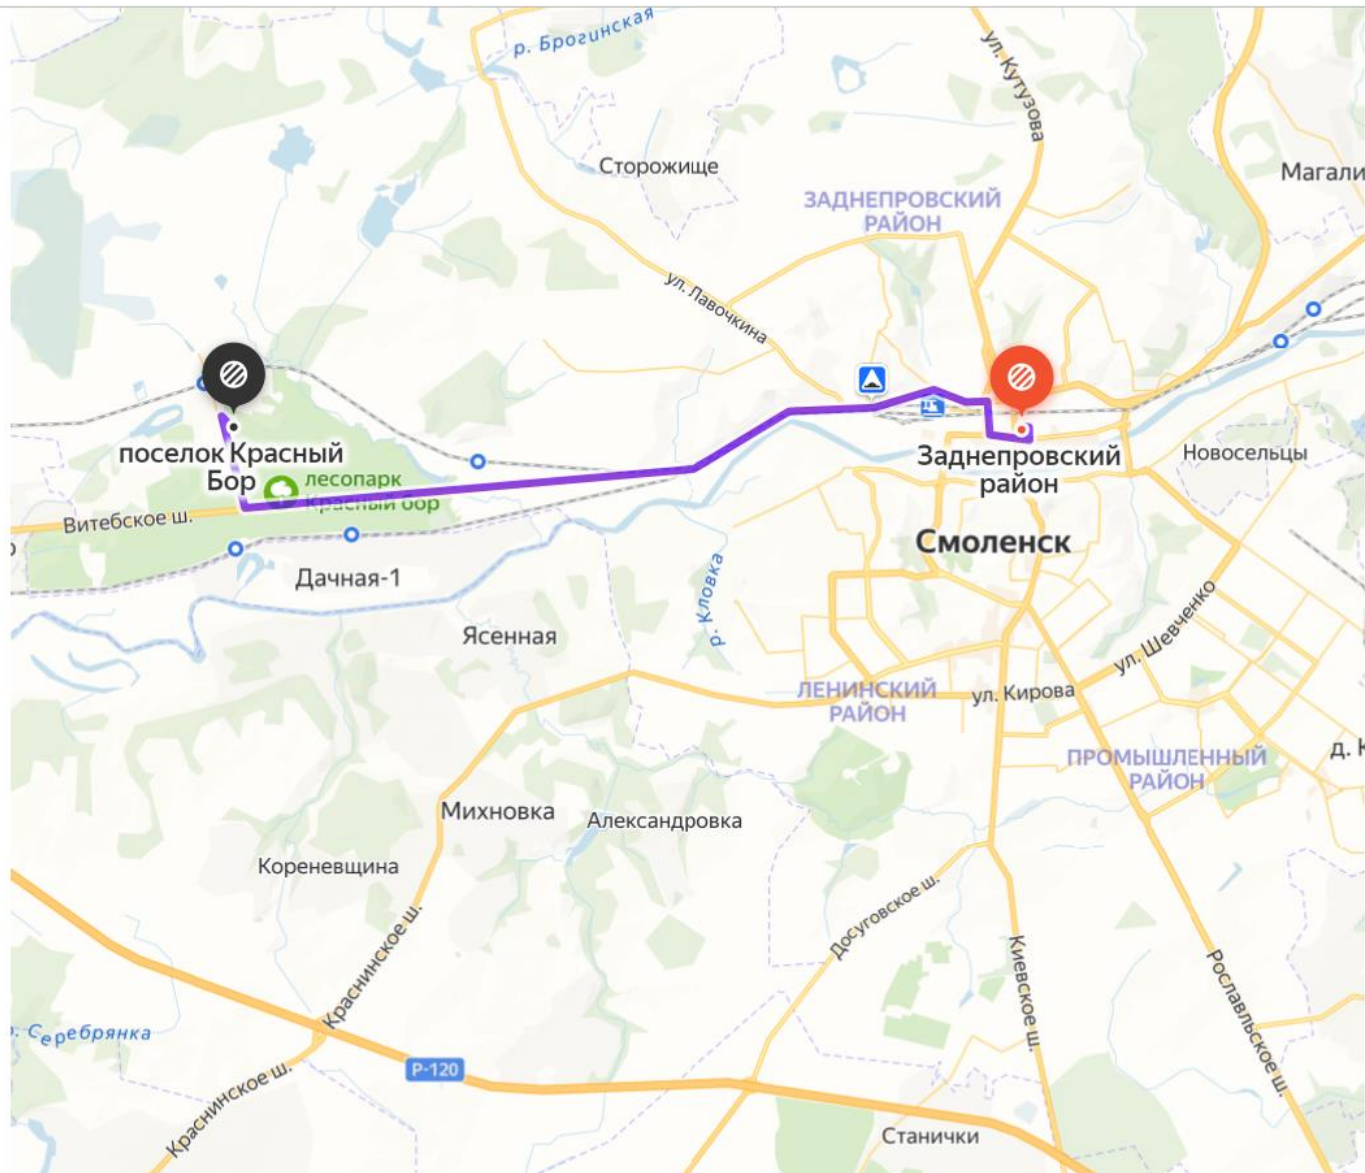 р. Брогинская
ул. Кутузова
Сторожище
Магали
ЗАДНЕПРОВСКИЙ
РАЙОН
ул. Лавочкина
поселок Красный
Бор
лесопарк
Красный бор
Заднепровский
район
Новосельцы
Витебское ш.
Смоленск
Дачная-1
р. Кловка
Ясенная
ул. Шевченко
ЛЕНИНСКИЙ
РАЙОН
ул. Кирова
ПРОМЫШЛЕННЫЙ
РАЙОН
д. К
Михновка
Александровка
Кореневщина
Досуговское ш.
Краснинское ш.
Киевское ш.
Рославльское ш.
р. Серебрянка
Р-120
Краснинское ш.
Станички